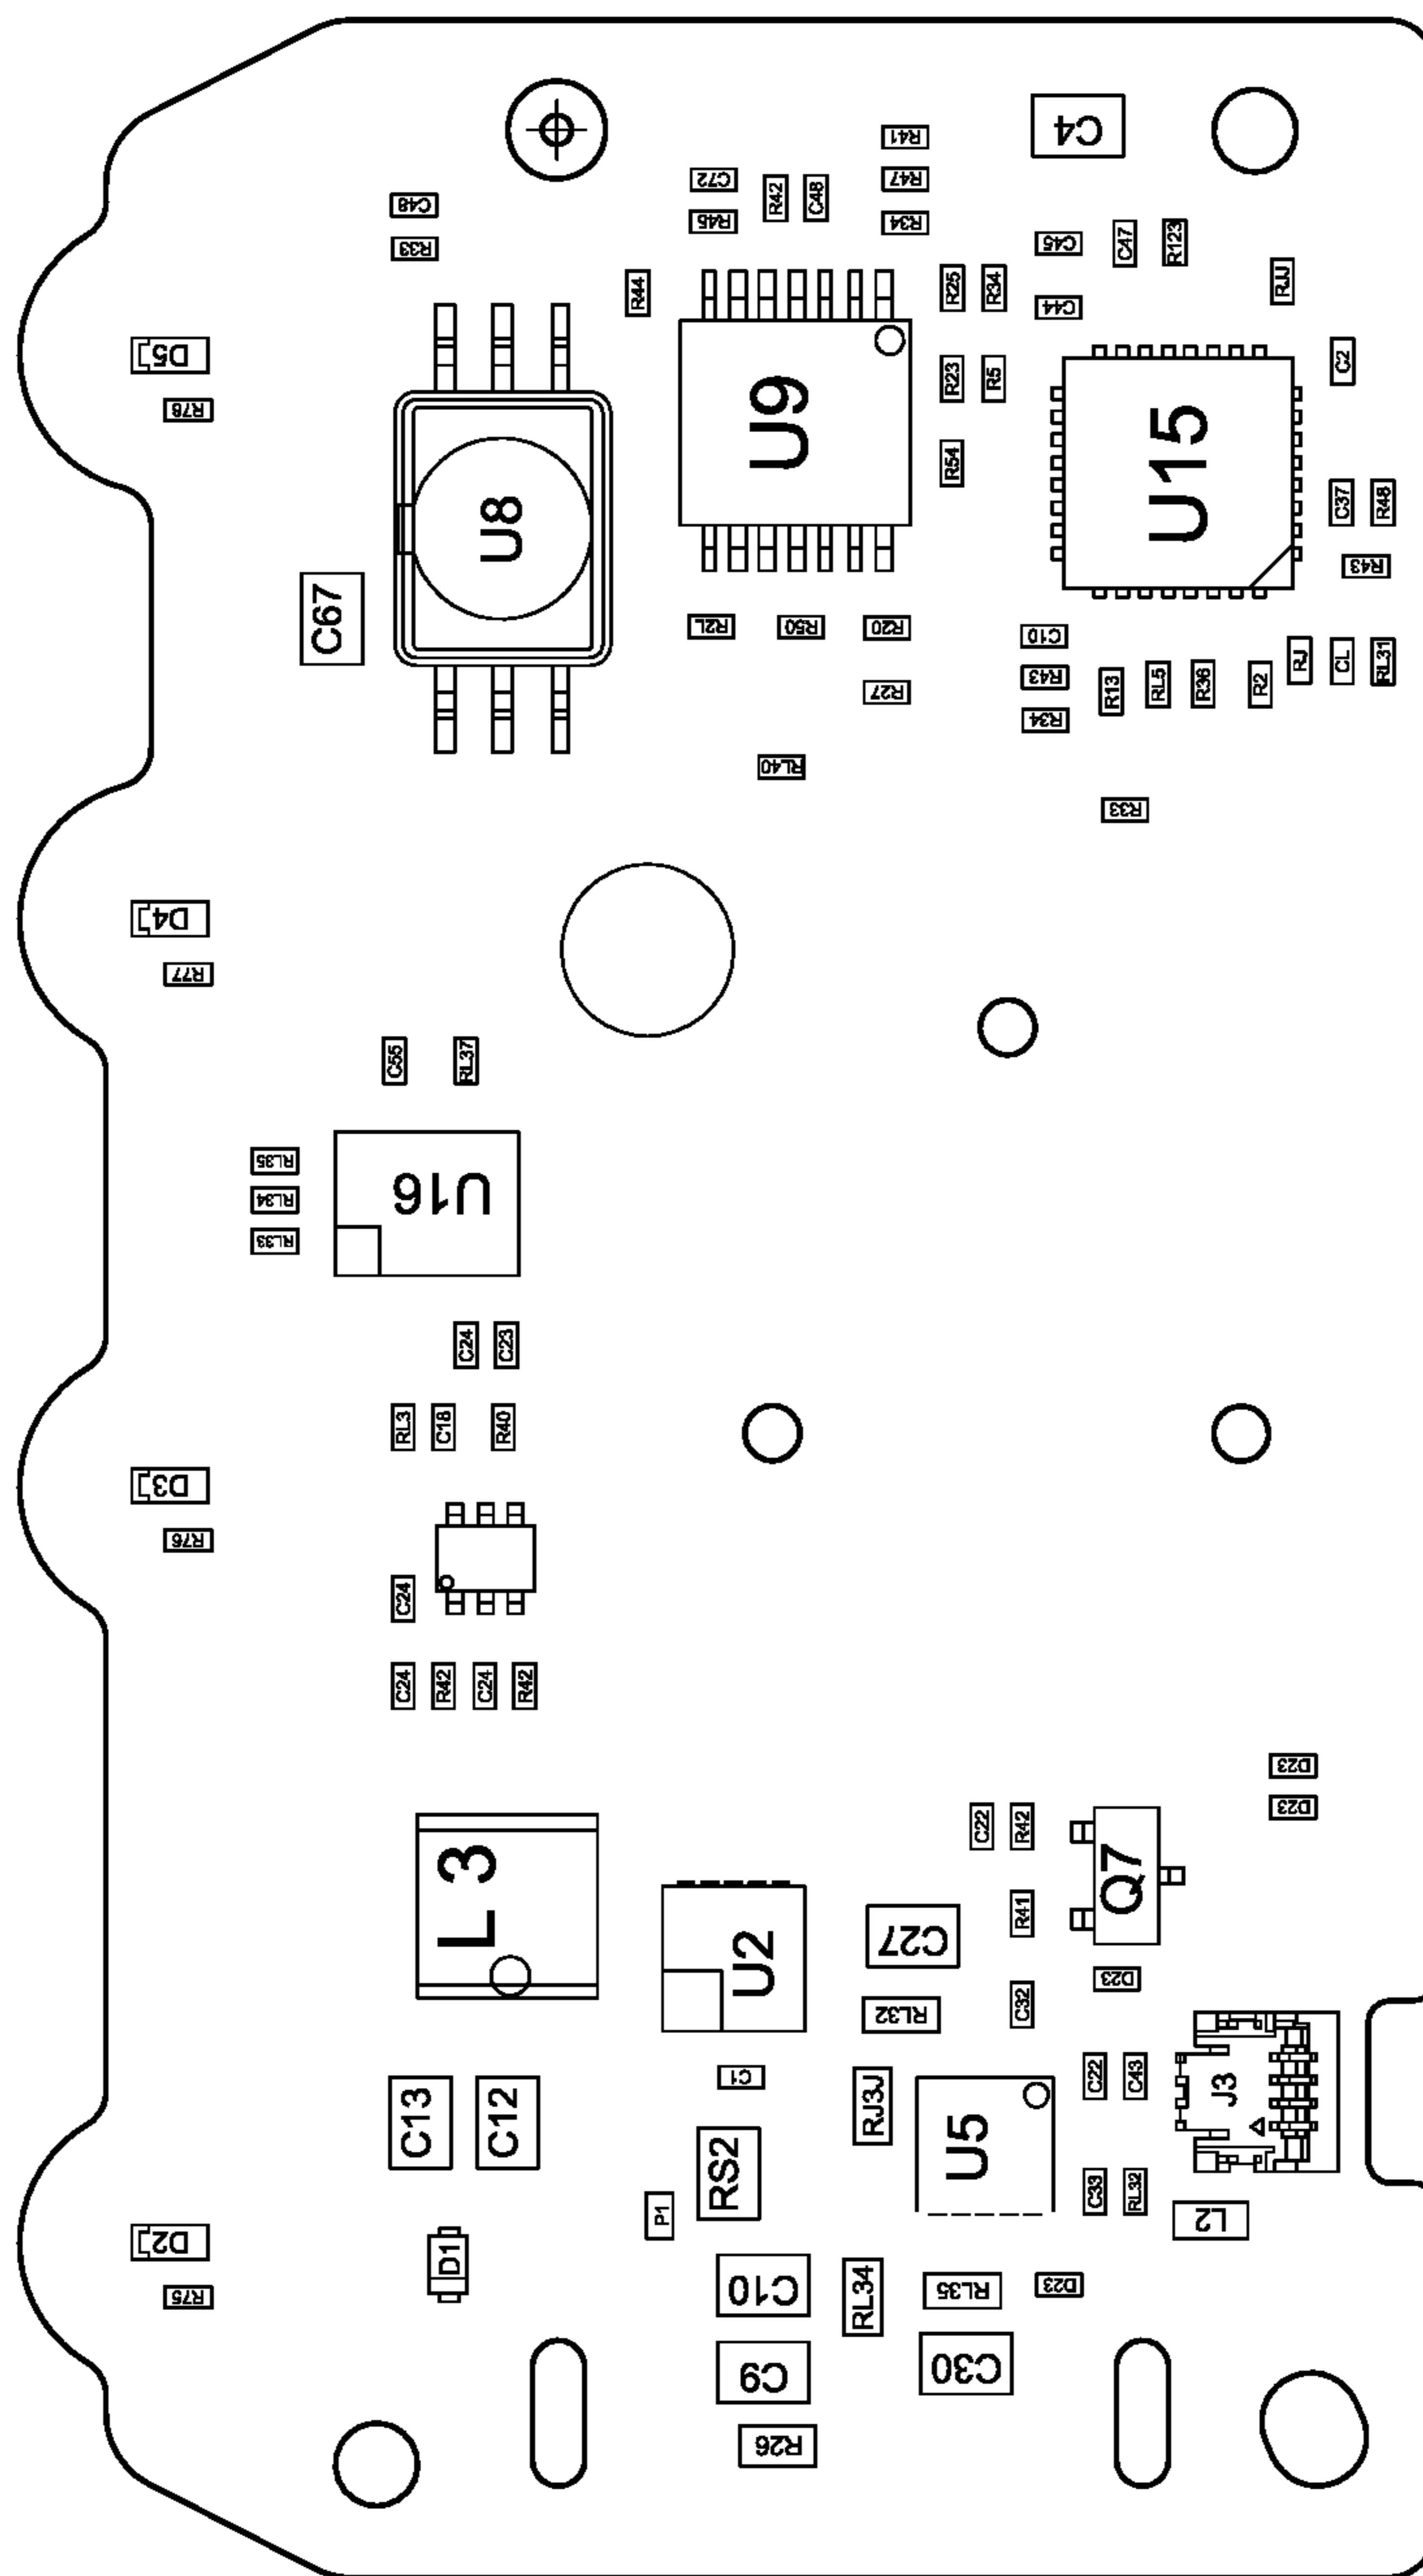 C4
R41
C72
R47
R42
C48
C48
R45
R34
R33
C45
C47
R123
R44
R25
R34
RJJ
C44
D5
C2
R78
R23
R5
U9
U15
R54
U8
C37
R48
R43
C67
R2L
R50
R20
C10
RJ
CL
RL31
R43
R27
R13
RL5
R36
R2
R34
RL40
R33
D4
R77
C55
RL37
RL35
U16
RL34
RL33
C24
C23
RL3
C18
R40
D3
R76
C24
C24
R42
C24
R42
D23
D23
C22
R42
L 3
Q7
R41
C27
U2
D23
C32
RL32
C1
C22
C43
J3
RJ3J
C13
C12
U5
RS2
C33
RL32
P1
L2
D2
D1
D23
C10
RL34
RL35
R75
C9
C30
R26